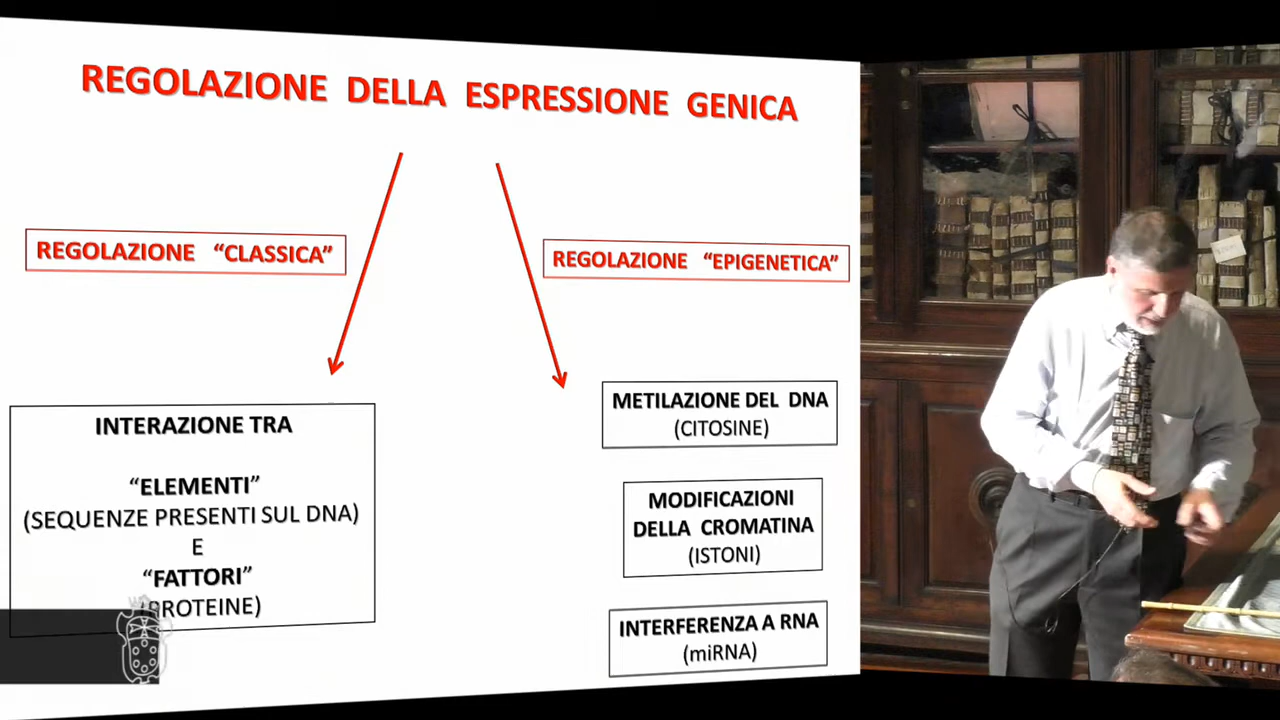 REGOLAZIONE DELLA ESPRESSIONE GENICA
REGOLAZIONE “CLASSICA”
REGOLAZIONE “EPIGENETICA”
INTERAZIONE TRA
“ELEMENTI”
(SEQUENZE PRESENTI SUL DNA)
E
“FATTORI”
(PROTEINE)
METILAZIONE DEL DNA
(CITOSINE)
MODIFICAZIONI
DELLA CROMATINA
(ISTONI)
INTERFERENZA A RNA
(miRNA)